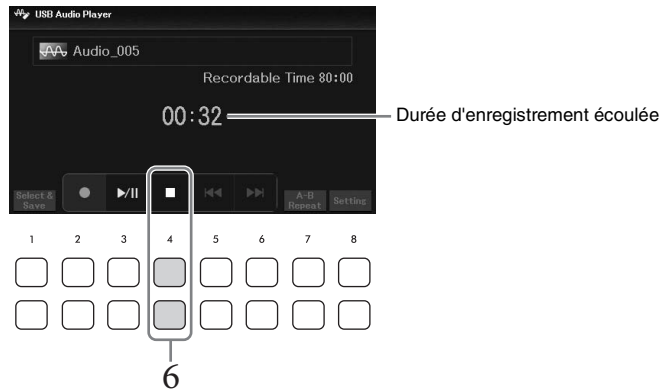 USB Audio Player
Audio_005
Recordable Time 80:00
00:32
Durée d'enregistrement écoulée
Select & Save
A-B Repeat
Setting
1 2 3 4 5 6 7 8
6